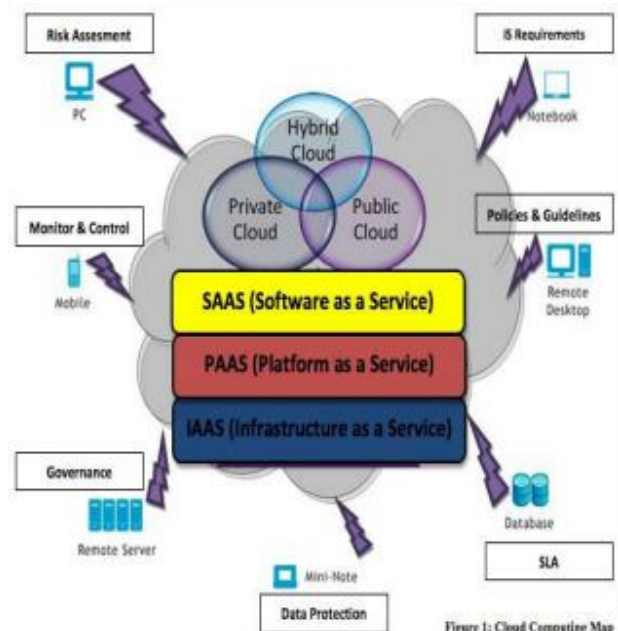 Risk Assesment
PC
IS Requirements
Notebook
Hybrid
Cloud
Private
Cloud
Public
Cloud
Monitor & Control
Mobile
Policies & Guidelines
Remote
Desktop
SAAS (Software as a Service)
PAAS (Platform as a Service)
IAAS (Infrastructure as a Service)
Governance
Remote Server
Database
SLA
Mini-Note
Data Protection
Figure 1: Cloud Computing Map